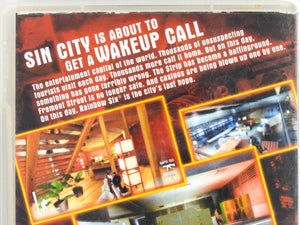 SIN CITY IS ABOUT TO
GET A WAKEUP CALL
The entertainment capital of the world. Thousands of unsuspecting
tourists visit each day. Thousands more call it home. But on this day,
something has gone terribly wrong. The Strip has become a battleground.
Fremont Street is no longer safe. And casinos are being blown up one by one.
On this day, Rainbow Six is the city's last hope.